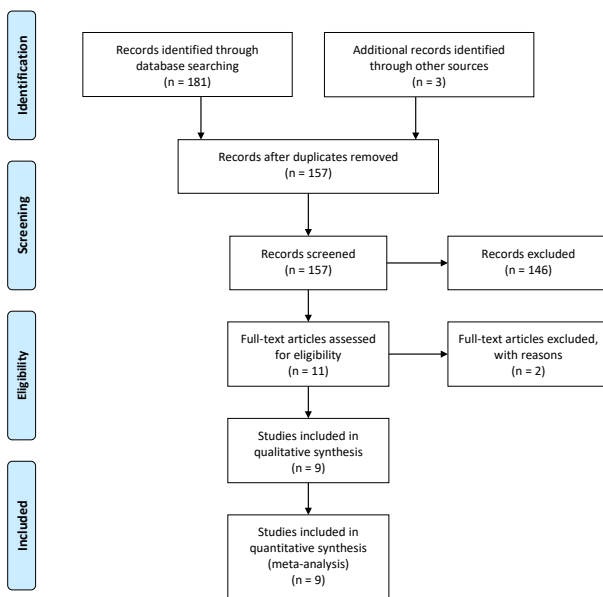 Identification
Records identified through
database searching
(n = 181)
Additional records identified
through other sources
(n = 3)
Records after duplicates removed
(n = 157)
Screening
Records screened
(n = 157)
Records excluded
(n = 146)
Eligibility
Full-text articles assessed
for eligibility
(n = 11)
Full-text articles excluded,
with reasons
(n = 2)
Studies included in
qualitative synthesis
(n = 9)
Included
Studies included in
quantitative synthesis
(meta-analysis)
(n = 9)